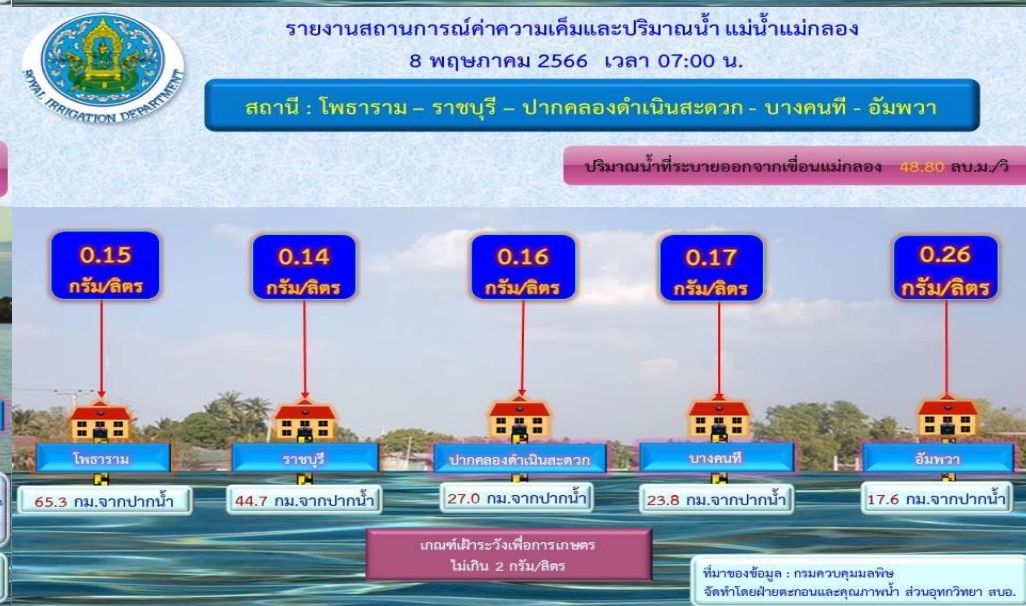 รายงานสถานการณ์ค่าความเค็มและปริมาณน้ำ แม่น้ำแม่กลอง
8 พฤษภาคม 2566 เวลา 07:00 น.
ROYAL IRRIGATION DEPARTMENT
สถานี : โพธาราม – ราชบุรี – ปากคลองดำเนินสะดวก - บางคนที - อัมพวา
ปริมาณน้ำที่ระบายออกจากเขื่อนแม่กลอง 48.80 ลบ.ม./วิ
0.15
กรัม/ลิตร
0.14
กรัม/ลิตร
0.16
กรัม/ลิตร
0.17
กรัม/ลิตร
0.26
กรัม/ลิตร
โพธาราม
ราชบุรี
ปากคลองดำเนินสะดวก
บางคนที
อัมพวา
65.3 กม.จากปากน้ำ
44.7 กม.จากปากน้ำ
27.0 กม.จากปากน้ำ
23.8 กม.จากปากน้ำ
17.6 กม.จากปากน้ำ
เกณฑ์เฝ้าระวังเพื่อการเกษตร
ไม่เกิน 2 กรัม/ลิตร
ที่มาของข้อมูล : กรมควบคุมมลพิษ
จัดทำโดยฝ่ายตะกอนและคุณภาพน้ำ ส่วนอุทกวิทยา สบอ.